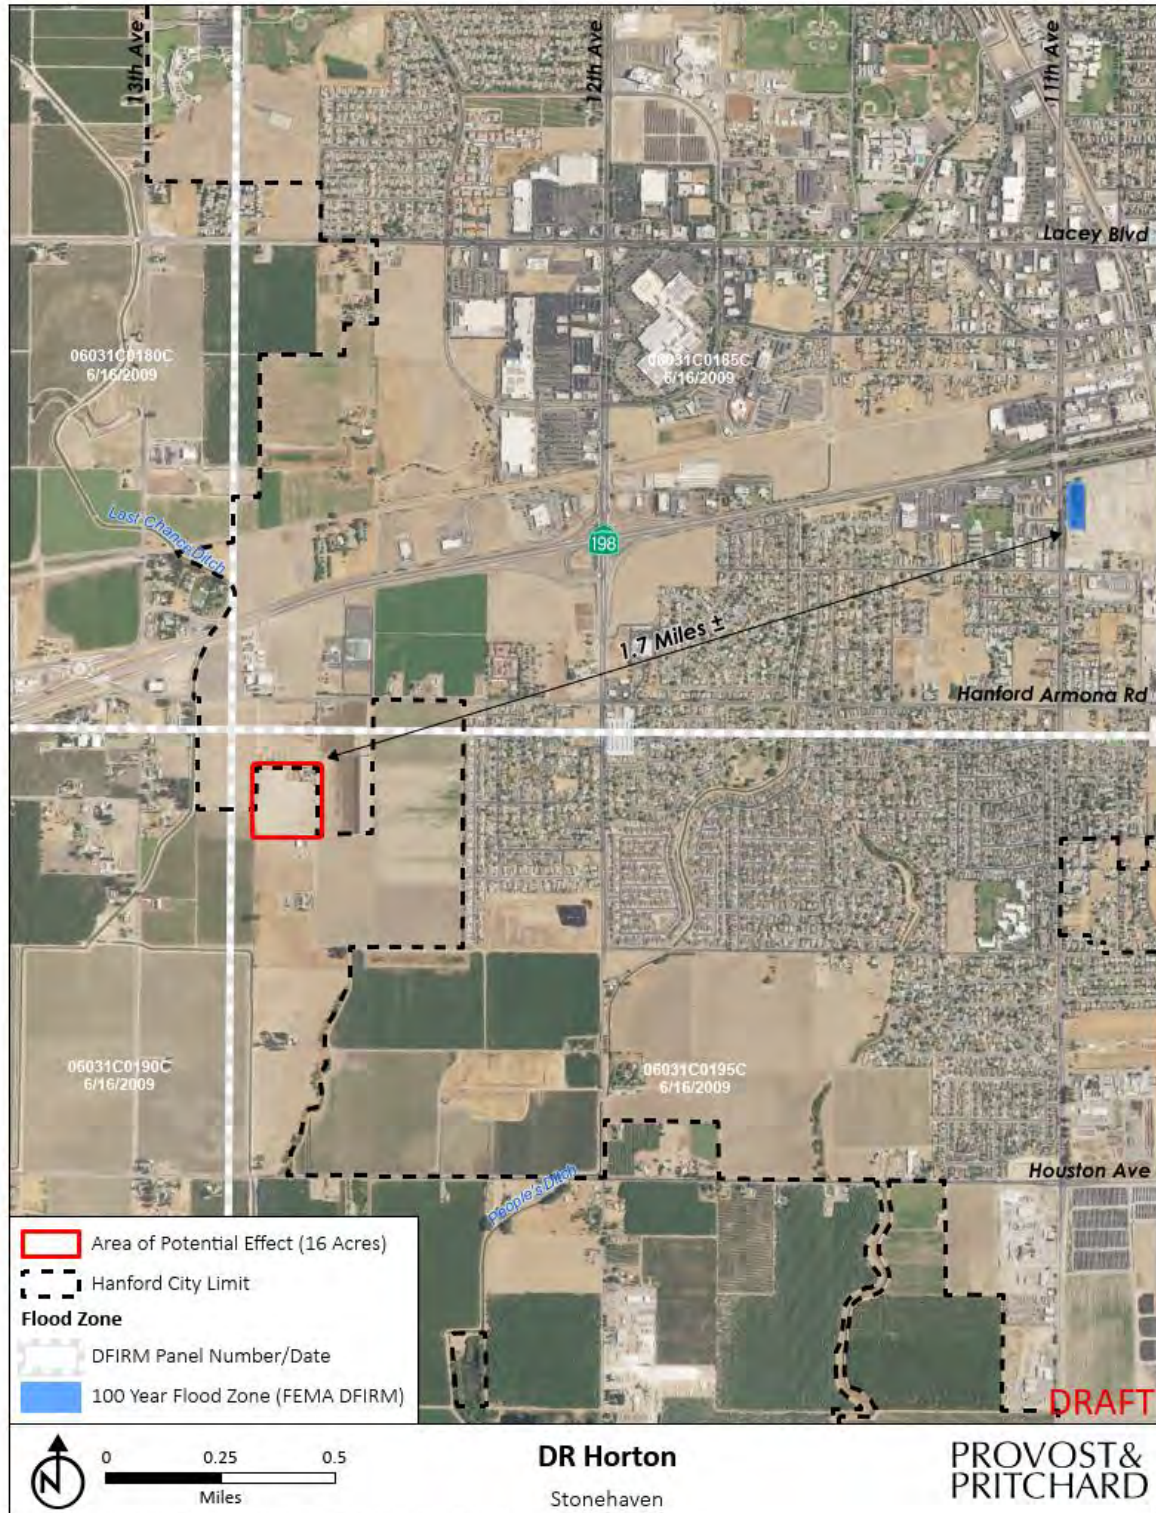 13th Ave
12th Ave
11th Ave
Lacey Blvd
06031C0180C
6/16/2009
06031C0185C
6/16/2009
Last Chance Ditch
198
1.7 Miles ±
Hanford Armona Rd
06031C0190C
6/16/2009
06031C0195C
6/16/2009
Houston Ave
People's Ditch
Area of Potential Effect (16 Acres)
Hanford City Limit
Flood Zone
DFIRM Panel Number/Date
100 Year Flood Zone (FEMA DFIRM)
DRAFT
N
0 0.25 0.5
Miles
DR Horton
Stonehaven
PROVOST&
PRITCHARD